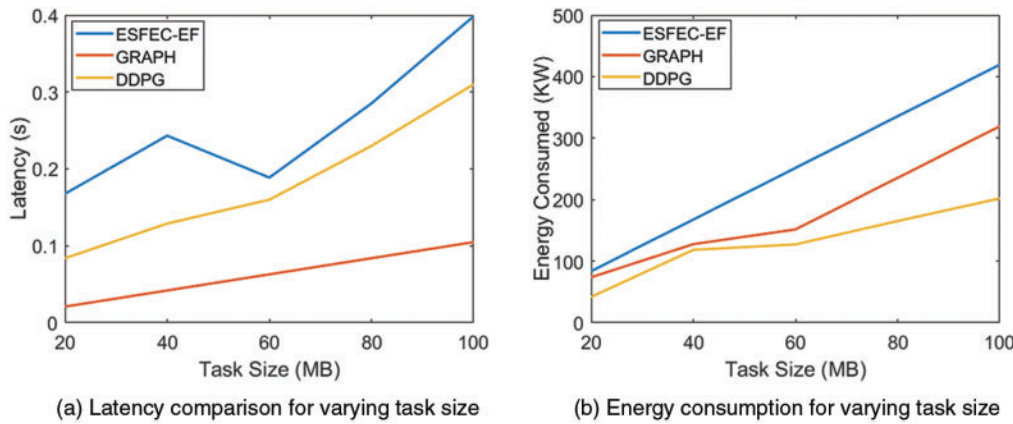 0.4
0.3
0.2
0.1
0
Latency (s)
ESFEC-EF
GRAPH
DDPG
20 40 60 80 100
Task Size (MB)
(a) Latency comparison for varying task size
500
400
300
200
100
0
Energy Consumed (KW)
ESFEC-EF
GRAPH
DDPG
20 40 60 80 100
Task Size (MB)
(b) Energy consumption for varying task size